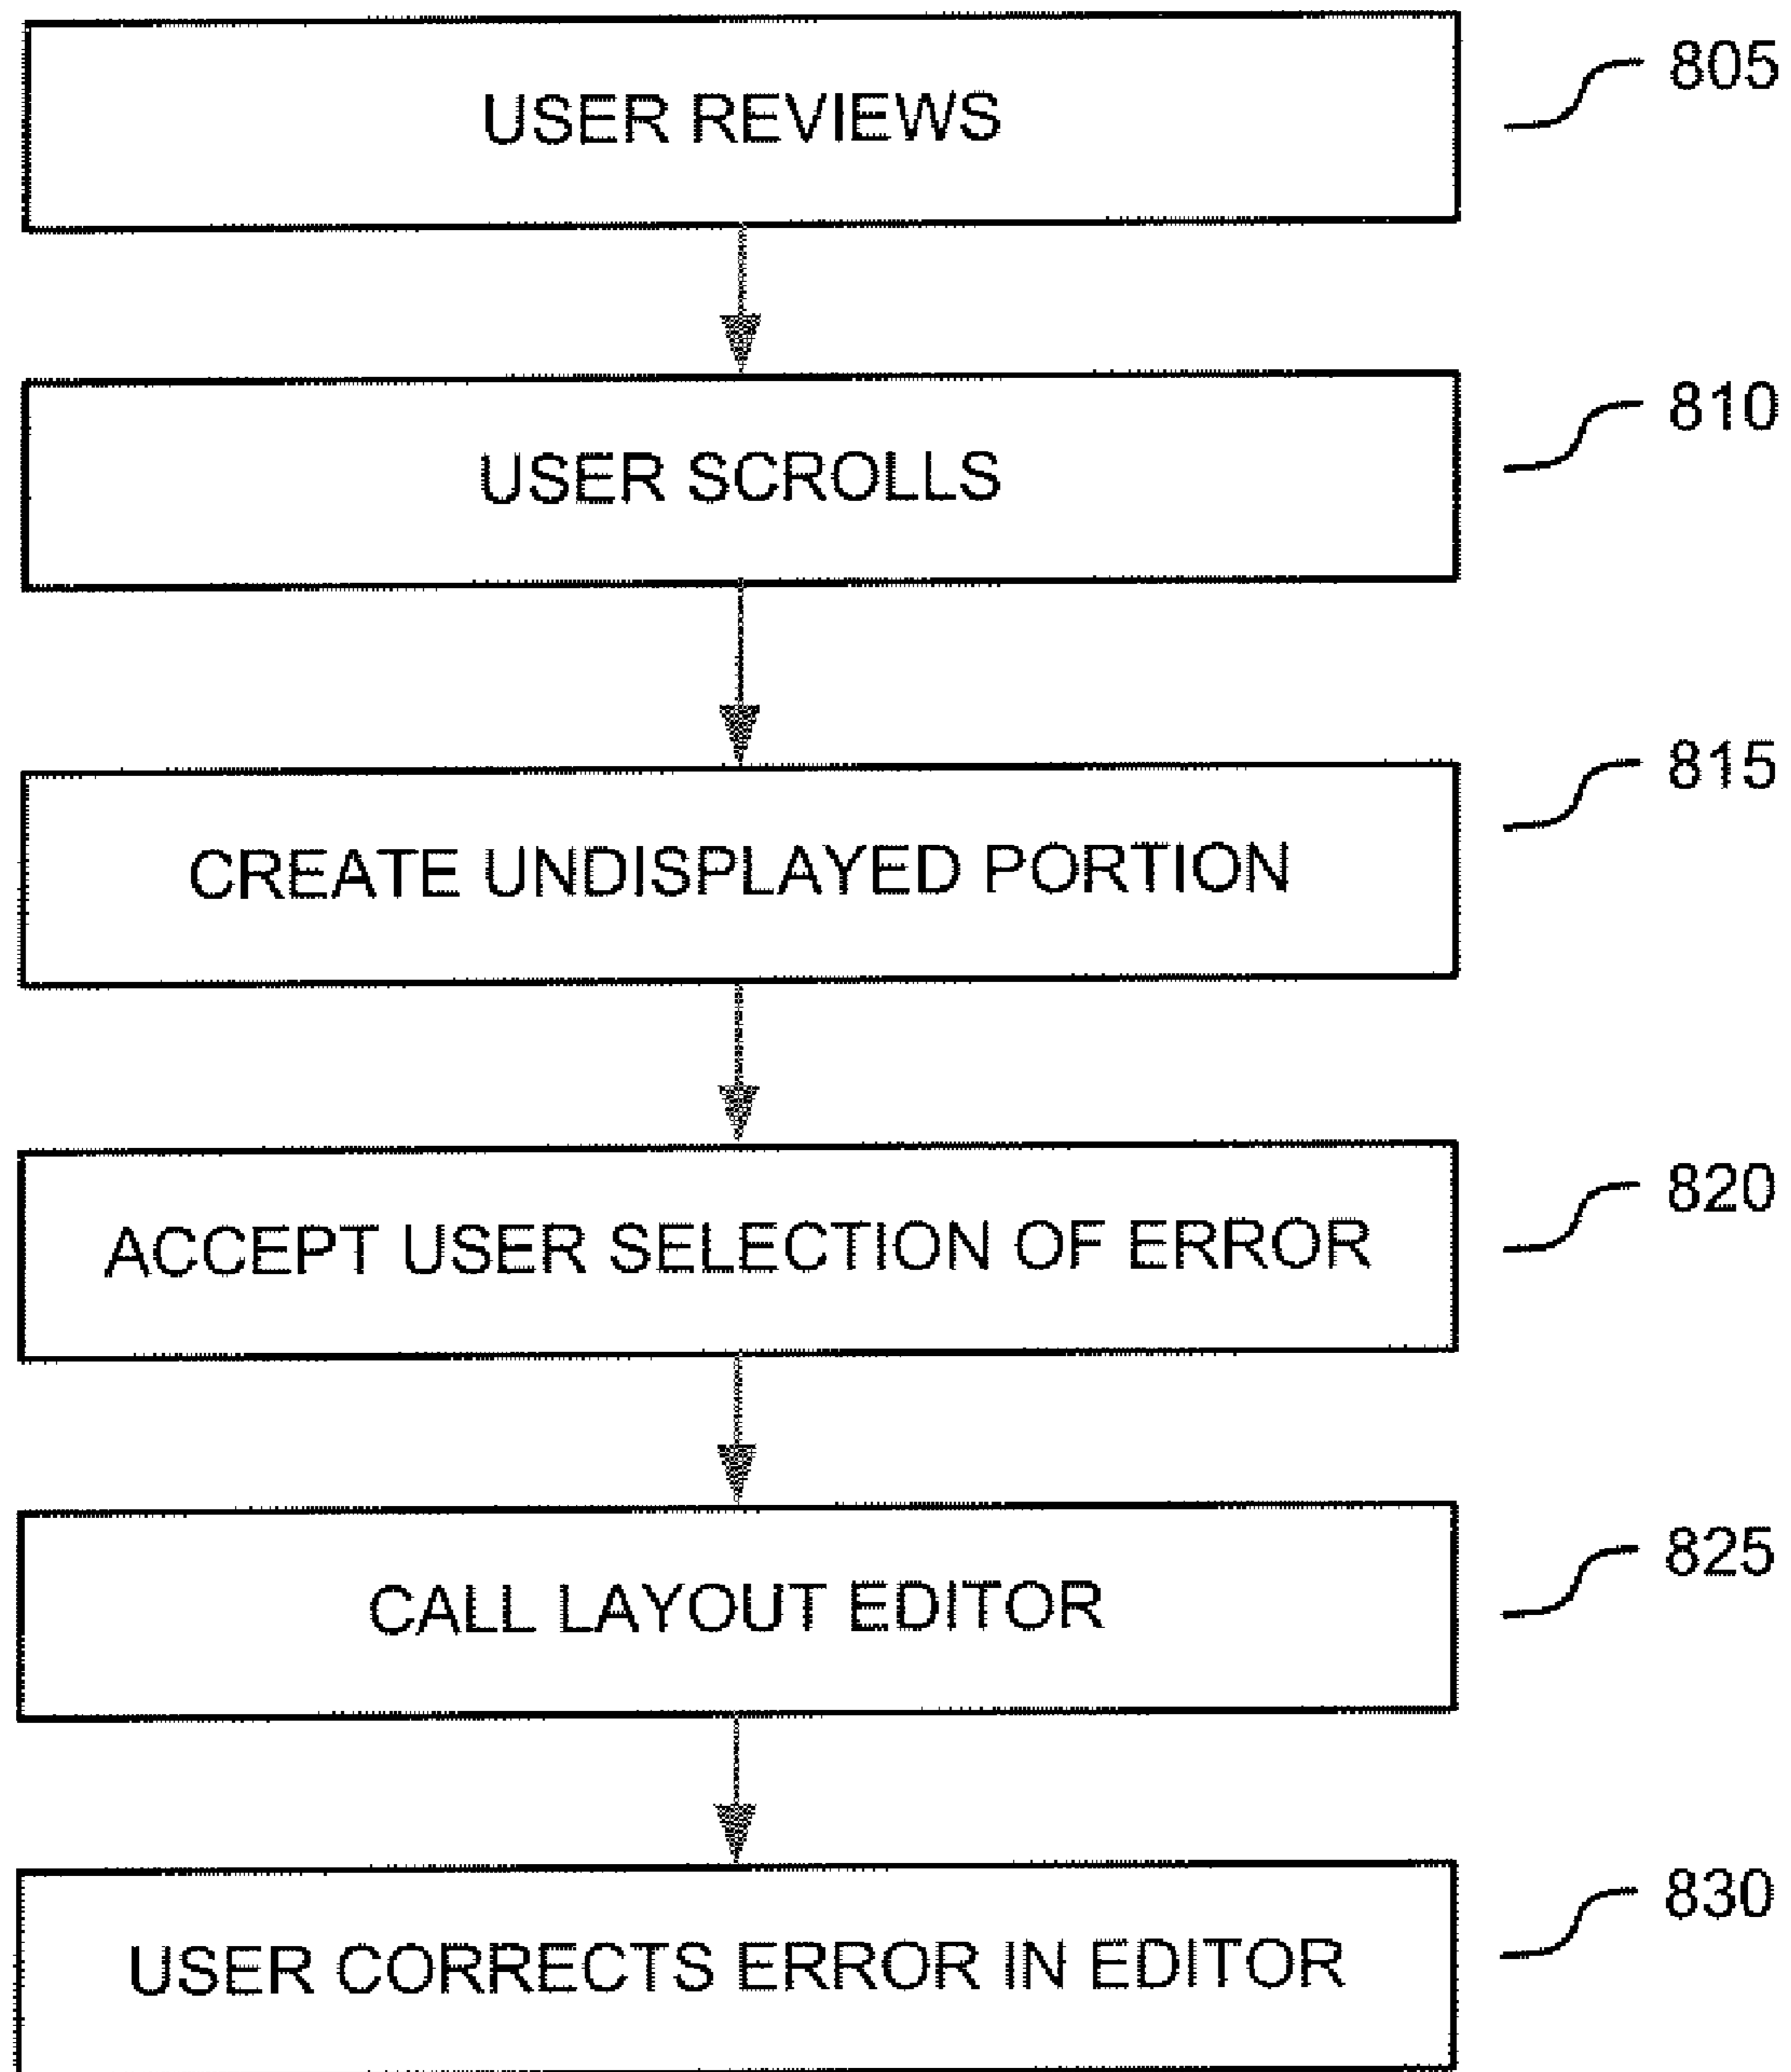 USER REVIEWS
805
USER SCROLLS
810
CREATE UNDISPLAYED PORTION
815
ACCEPT USER SELECTION OF ERROR
820
CALL LAYOUT EDITOR
825
USER CORRECTS ERROR IN EDITOR
830